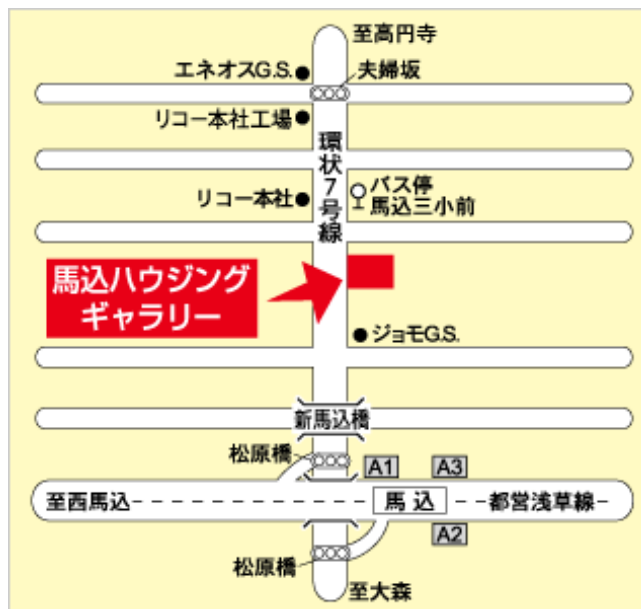 至高円寺
エネオスG.S.
夫婦坂
リコー本社工場
環状7号線
バス停
馬込三小前
リコー本社
馬込ハウジング
ギャラリー
ジョモG.S.
新馬込橋
松原橋
A1
A3
至西馬込
馬込
都営浅草線
A2
松原橋
至大森